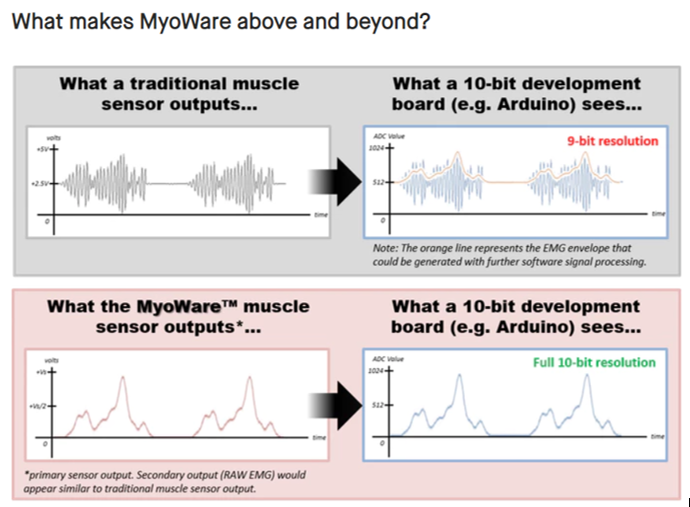 What makes MyoWare above and beyond?
What a traditional muscle
sensor outputs...
What a 10-bit development
board (e.g. Arduino) sees...
volts
+5V
+2.5V
0
time
ADC Value
1024
512
0
9-bit resolution
time
Note: The orange line represents the EMG envelope that
could be generated with further software signal processing.
What the MyoWare™ muscle
sensor outputs*...
What a 10-bit development
board (e.g. Arduino) sees...
volts
+Vs
+Vs/2
0
time
ADC Value
1024
512
0
Full 10-bit resolution
time
*primary sensor output. Secondary output (RAW EMG) would
appear similar to traditional muscle sensor output.